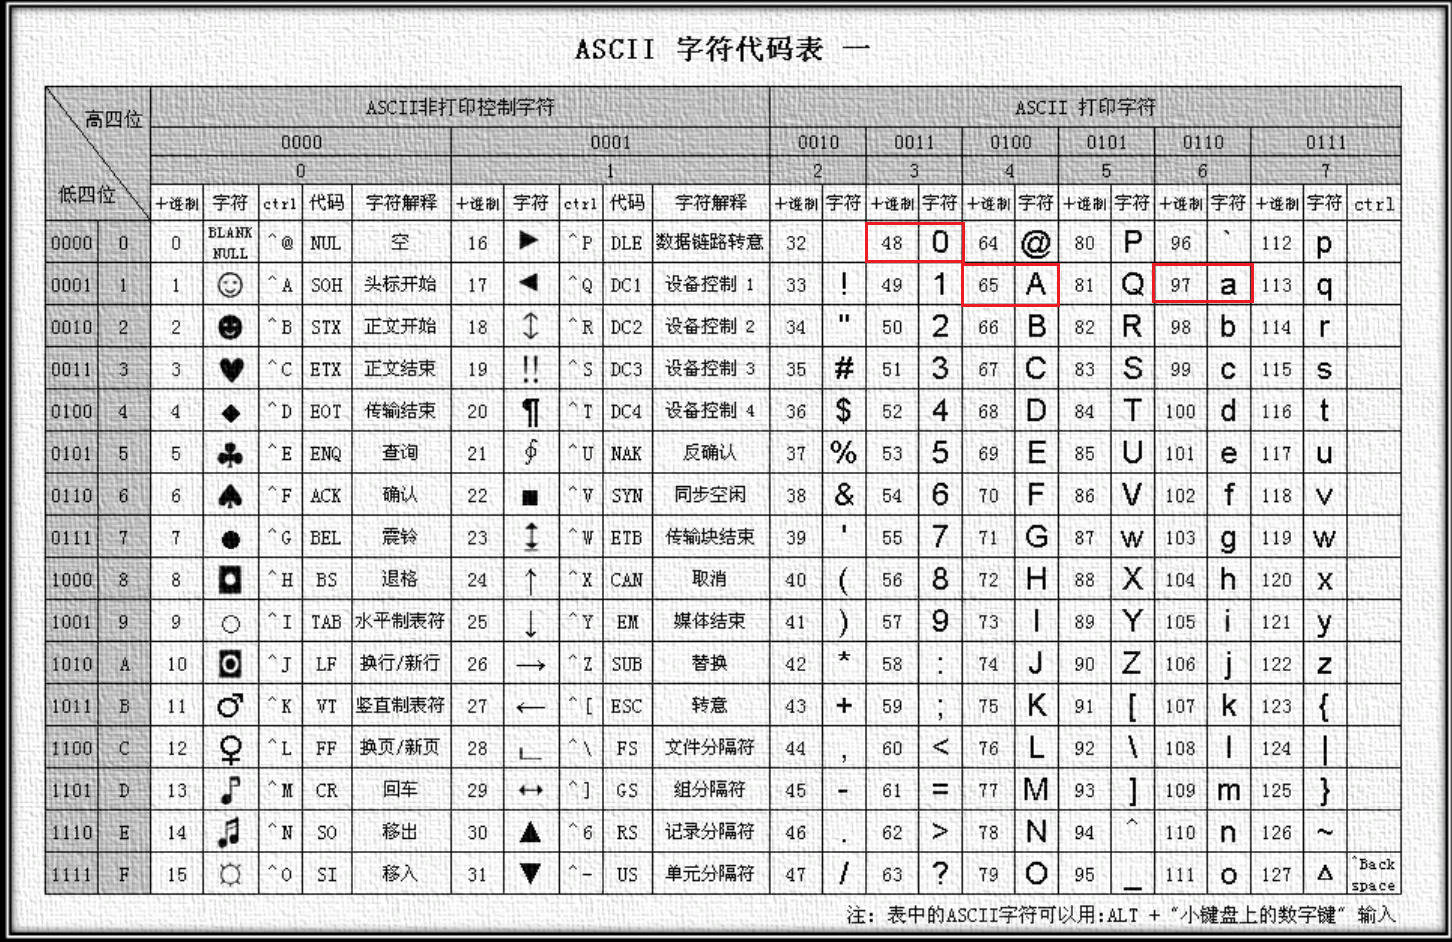 ASCII 字符代码表 一
高四位 ASCII非打印控制字符 ASCII 打印字符
0000 0001 0010 0011 0100 0101 0110 0111
0 1 2 3 4 5 6 7
低四位 十进制 字符 ctrl 代码 字符解释 十进制 字符 ctrl 代码 字符解释 十进制 字符 十进制 字符 十进制 字符 十进制 字符 十进制 字符 十进制 字符 ctrl
0000 0 0 BLANK NULL ^@ NUL 空 16 ► ^P DLE 数据链路转意 32 48 0 64 @ 80 P 96 ` 112 p
0001 1 1 ☺ ^A SOH 头标开始 17 ◄ ^Q DC1 设备控制 1 33 ! 49 1 65 A 81 Q 97 a 113 q
0010 2 2 ☻ ^B STX 正文开始 18 ↕ ^R DC2 设备控制 2 34 " 50 2 66 B 82 R 98 b 114 r
0011 3 3 ♥ ^C ETX 正文结束 19 ‼ ^S DC3 设备控制 3 35 # 51 3 67 C 83 S 99 c 115 s
0100 4 4 ♦ ^D EOT 传输结束 20 ¶ ^T DC4 设备控制 4 36 $ 52 4 68 D 84 T 100 d 116 t
0101 5 5 ♣ ^E ENQ 查询 21 ∮ ^U NAK 反确认 37 % 53 5 69 E 85 U 101 e 117 u
0110 6 6 ♠ ^F ACK 确认 22 ■ ^V SYN 同步空闲 38 & 54 6 70 F 86 V 102 f 118 v
0111 7 7 ● ^G BEL 震铃 23 ↨ ^W ETB 传输块结束 39 ' 55 7 71 G 87 w 103 g 119 w
1000 8 8 ◘ ^H BS 退格 24 ↑ ^X CAN 取消 40 ( 56 8 72 H 88 X 104 h 120 x
1001 9 9 ○ ^I TAB 水平制表符 25 ↓ ^Y EM 媒体结束 41 ) 57 9 73 I 89 Y 105 i 121 y
1010 A 10 ◙ ^J LF 换行/新行 26 → ^Z SUB 替换 42 * 58 : 74 J 90 Z 106 j 122 z
1011 B 11 ♂ ^K VT 竖直制表符 27 ← ^[ ESC 转意 43 + 59 ; 75 K 91 [ 107 k 123 {
1100 C 12 ♀ ^L FF 换页/新页 28 ∟ ^\ FS 文件分隔符 44 , 60 < 76 L 92 \ 108 l 124 |
1101 D 13 ♪ ^M CR 回车 29 ↔ ^] GS 组分隔符 45 - 61 = 77 M 93 ] 109 m 125 }
1110 E 14 ♫ ^N SO 移出 30 ▲ ^6 RS 记录分隔符 46 . 62 > 78 N 94 ^ 110 n 126 ~
1111 F 15 ☼ ^O SI 移入 31 ▼ ^- US 单元分隔符 47 / 63 ? 79 O 95 _ 111 o 127 Δ ^Back space
注：表中的ASCII字符可以用:ALT + “小键盘上的数字键” 输入